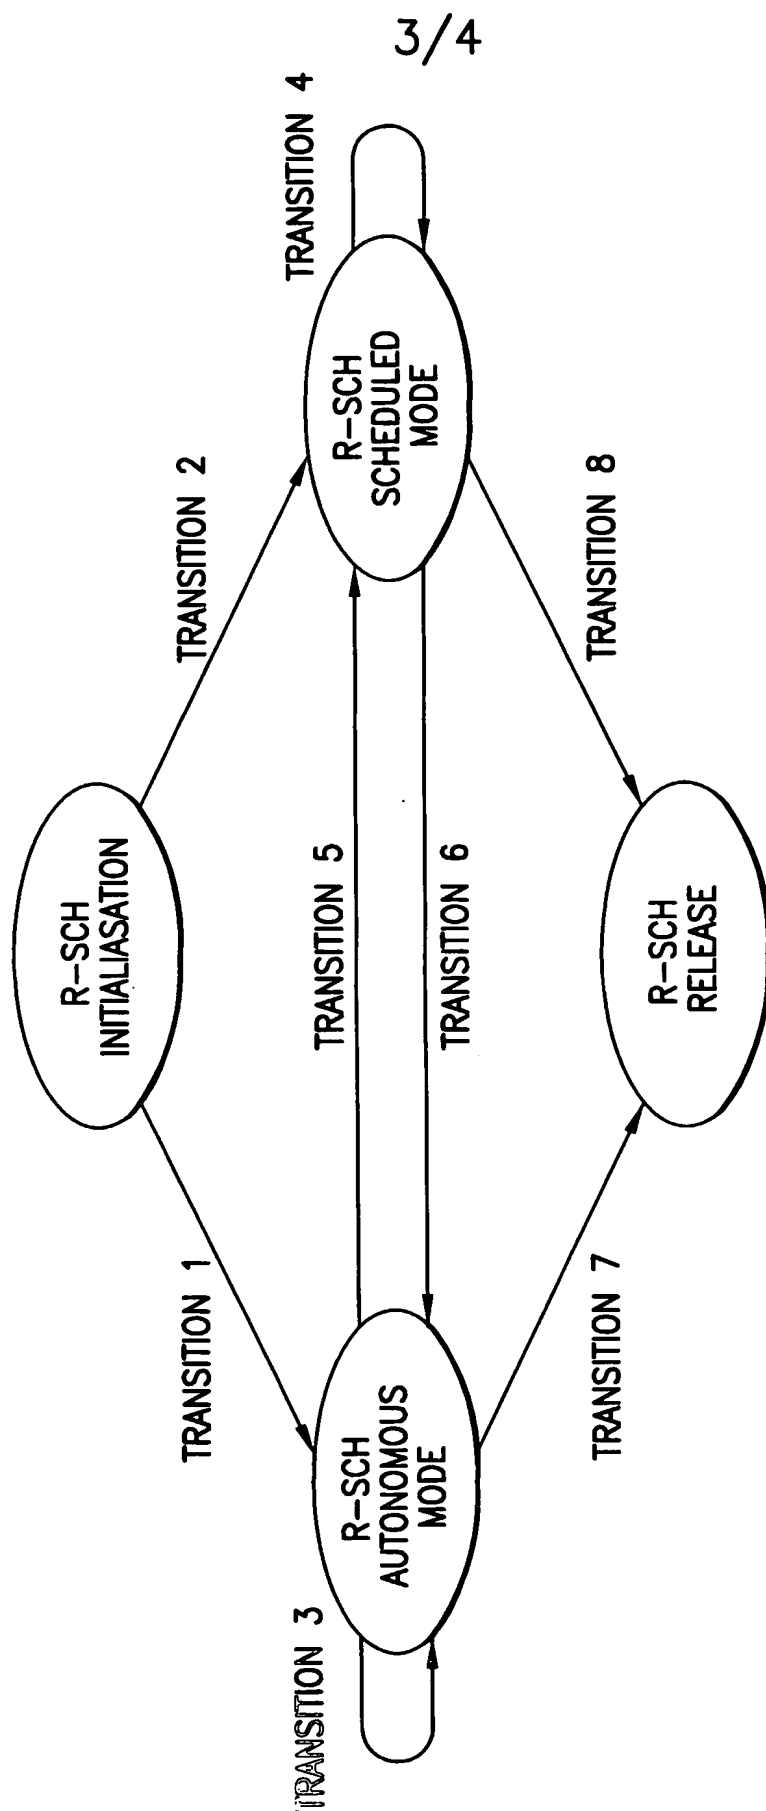 3/4
R-SCH
INITIALIASATION
TRANSITION 1
TRANSITION 2
TRANSITION 3
R-SCH
AUTONOMOUS
MODE
TRANSITION 5
TRANSITION 6
TRANSITION 4
R-SCH
SCHEDULED
MODE
TRANSITION 7
TRANSITION 8
R-SCH
RELEASE